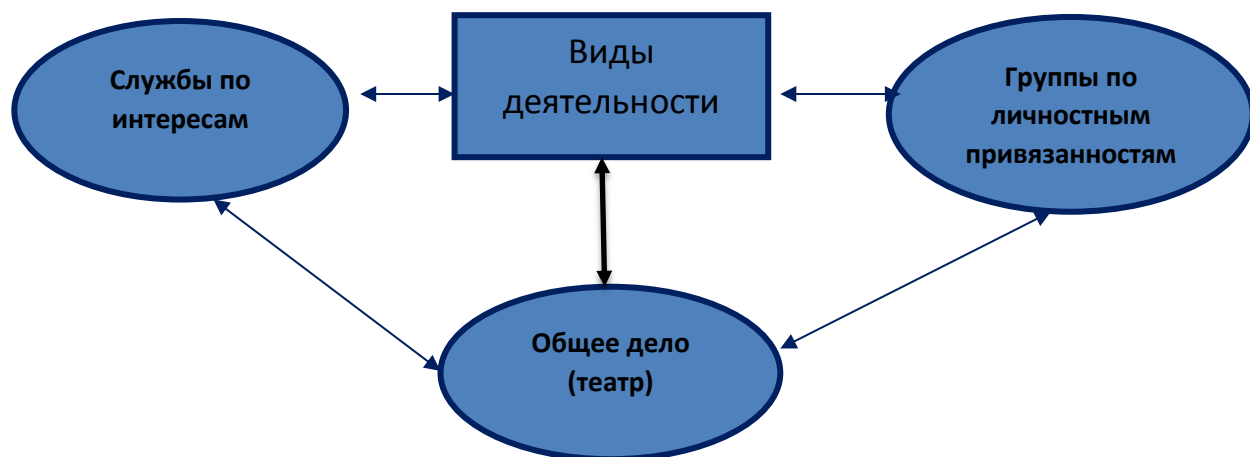 Службы по
интересам
Виды
деятельности
Группы по
личностным
привязанностям
Общее дело
(театр)